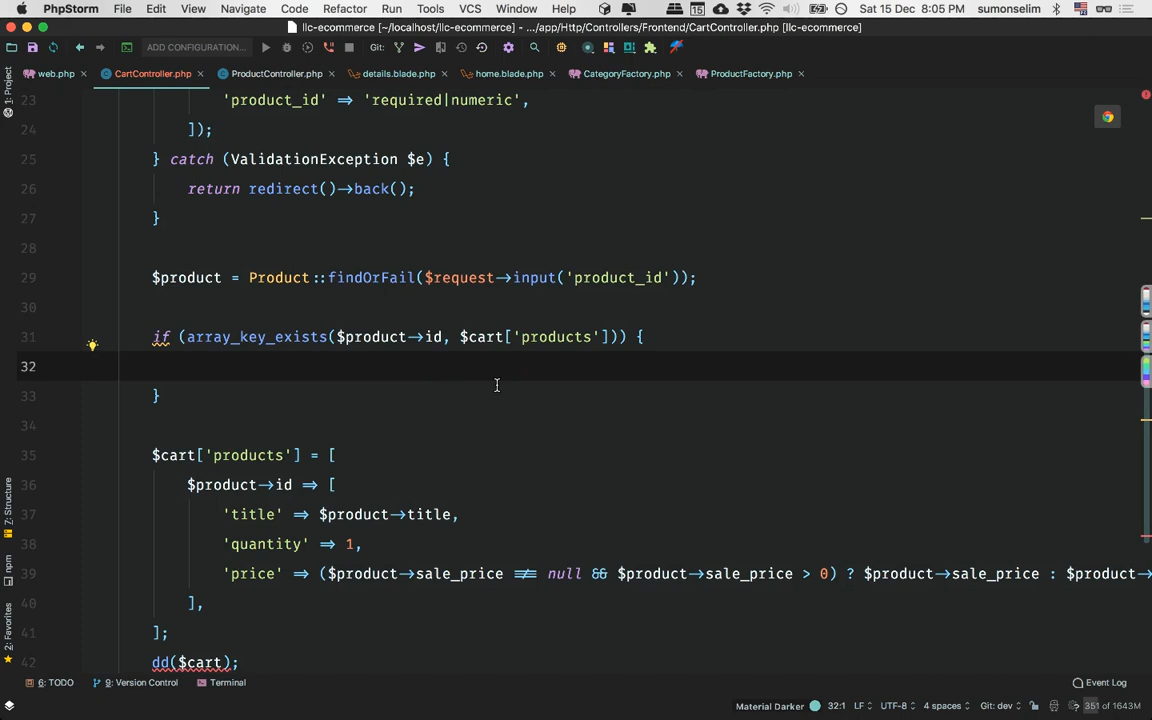 PhpStorm File Edit View Navigate Code Refactor Run Tools VCS Window Help 15 Sat 15 Dec 8:05 PM sumonselim
llc-ecommerce [~/localhost/llc-ecommerce] - .../app/Http/Controllers/Frontend/CartController.php [llc-ecommerce]
ADD CONFIGURATION... Git:
web.php CartController.php ProductController.php details.blade.php home.blade.php CategoryFactory.php ProductFactory.php
1: Project
7: Structure
npm
2: Favorites
23 'product_id' => 'required|numeric',
24 ]);
25 } catch (ValidationException $e) {
26 return redirect()->back();
27 }
28
29 $product = Product::findOrFail($request->input('product_id'));
30
31 if (array_key_exists($product->id, $cart['products'])) {
32
33 }
34
35 $cart['products'] = [
36 $product->id => [
37 'title' => $product->title,
38 'quantity' => 1,
39 'price' => ($product->sale_price !== null && $product->sale_price > 0) ? $product->sale_price : $product->
40 ],
41 ];
42 dd($cart);
6: TODO 9: Version Control Terminal Event Log
Material Darker 32:1 LF UTF-8 4 spaces Git: dev 351 of 1643M